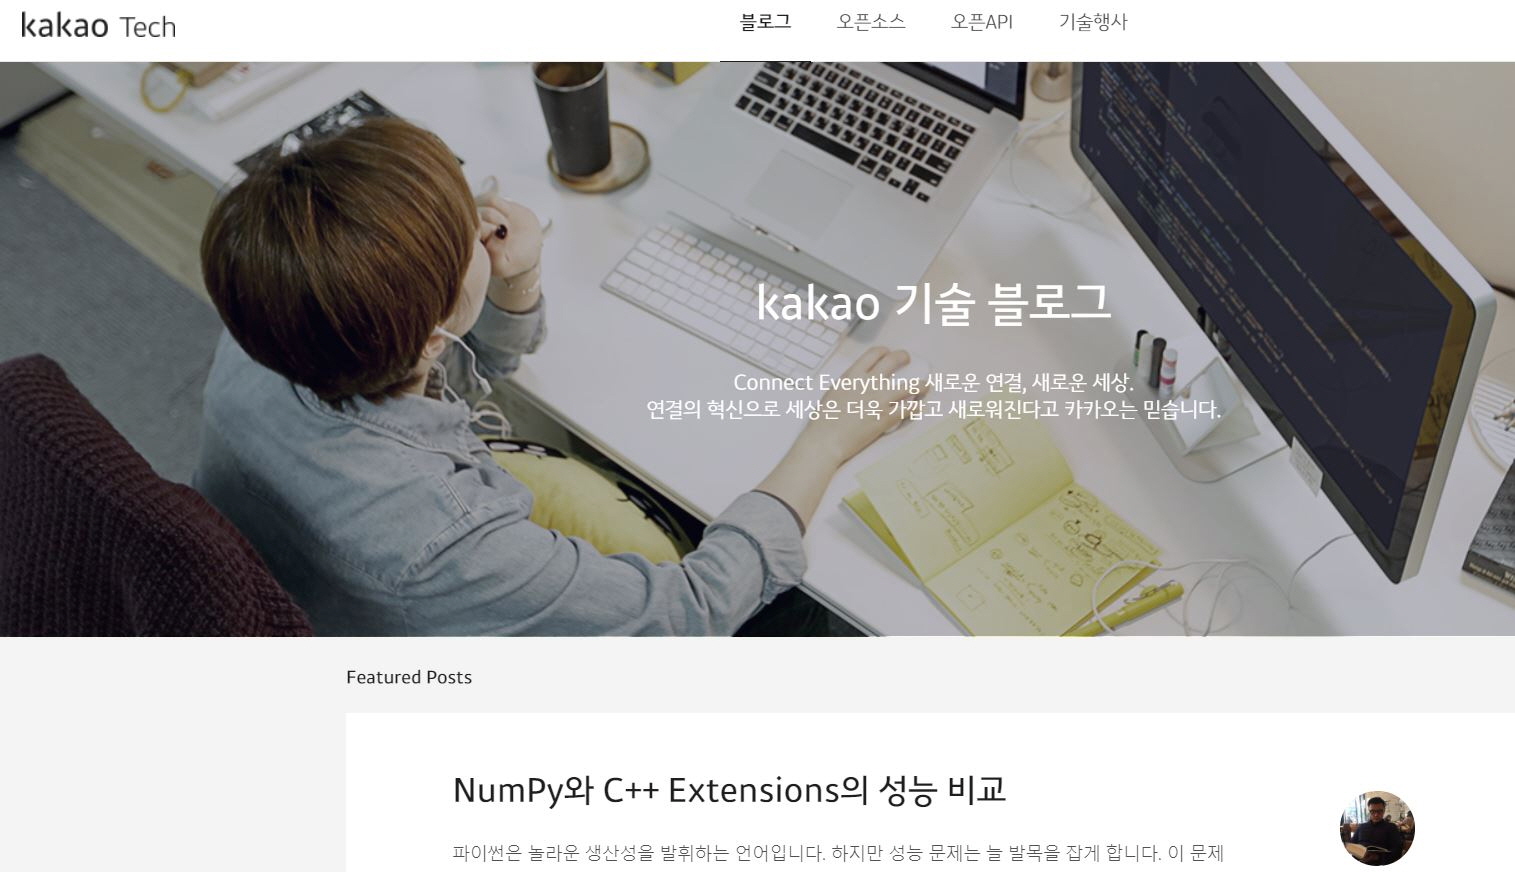 kakao Tech
블로그 오픈소스 오픈API 기술행사
kakao 기술 블로그
Connect Everything 새로운 연결, 새로운 세상.
연결의 혁신으로 세상은 더욱 가깝고 새로워진다고 카카오는 믿습니다.
Featured Posts
NumPy와 C++ Extensions의 성능 비교
파이썬은 놀라운 생산성을 발휘하는 언어입니다. 하지만 성능 문제는 늘 발목을 잡게 합니다. 이 문제